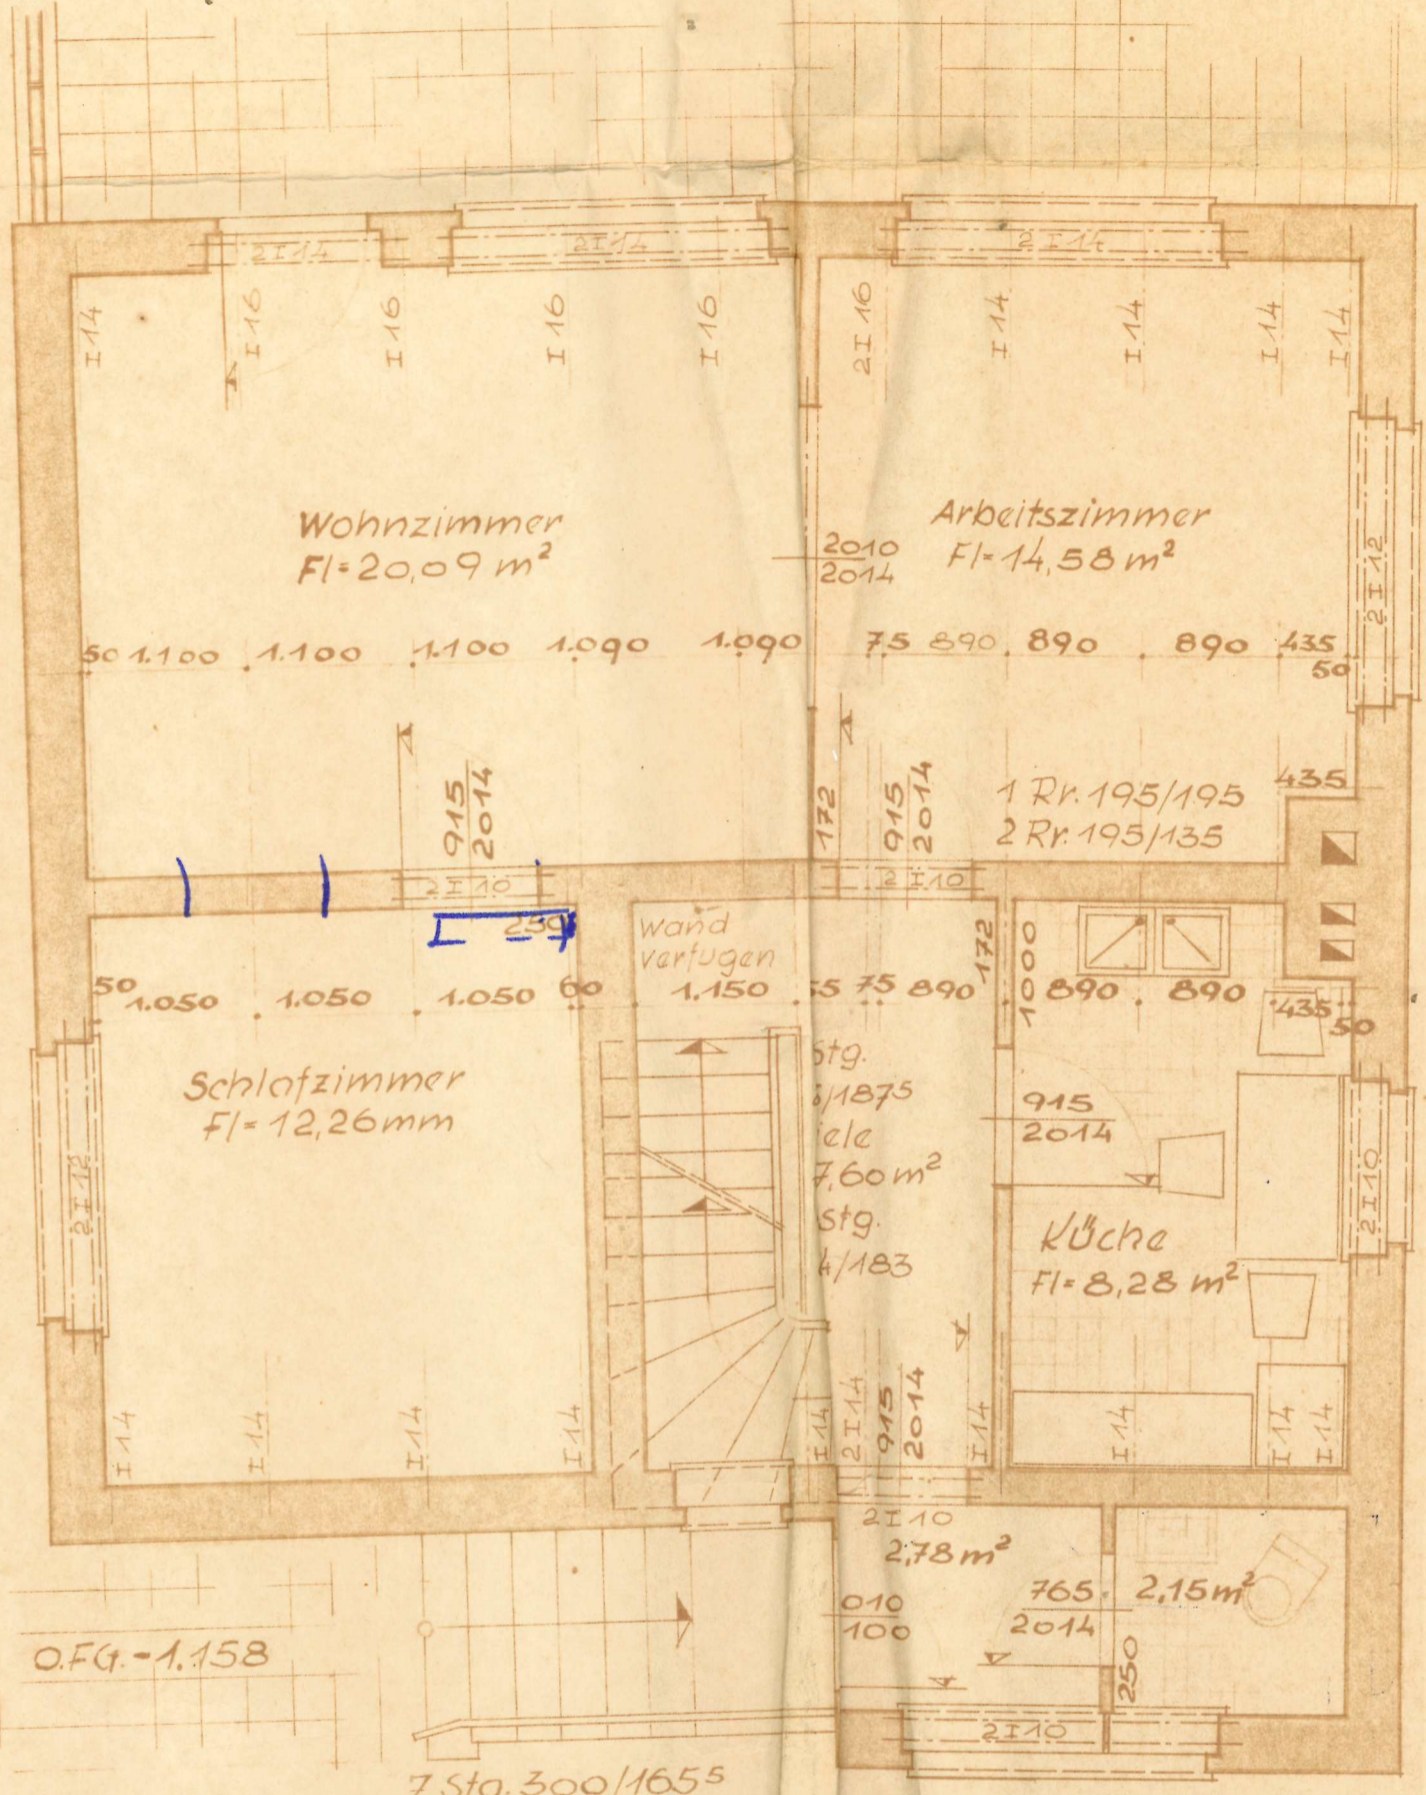 2I14
2I14
2I14
I14
I16
I16
I16
I16
2I16
I14
I14
I14
I14
Wohnzimmer
Fl=20,09 m²
Arbeitszimmer
Fl=14,58 m²
2010
2014
2I12
50 1.100 1.100 1.100 1.090 1.090 75 890 890 890 435
50
915
2014
172
915
2014
1 Rr. 195/195
2 Rr. 195/135
435
2I10
2I10
250
Wand
verfugen
172
1000
50
1.050 1.050 1.050 60 1.150 55 75 890 890 890 435
50
Schlafzimmer
Fl=12,26mm
2I12
Stg.
/187⁵
ele
7,60 m²
Stg.
4/183
915
2014
Küche
Fl=8,28 m²
2I10
I14
I14
I14
I14
I14
2I14
915
2014
I14
I14
I14
I14
2I10
2,78 m²
010
100
765
2014
2,15 m²
250
O.FG.-1.158
2I10
7 Stg. 300/165⁵